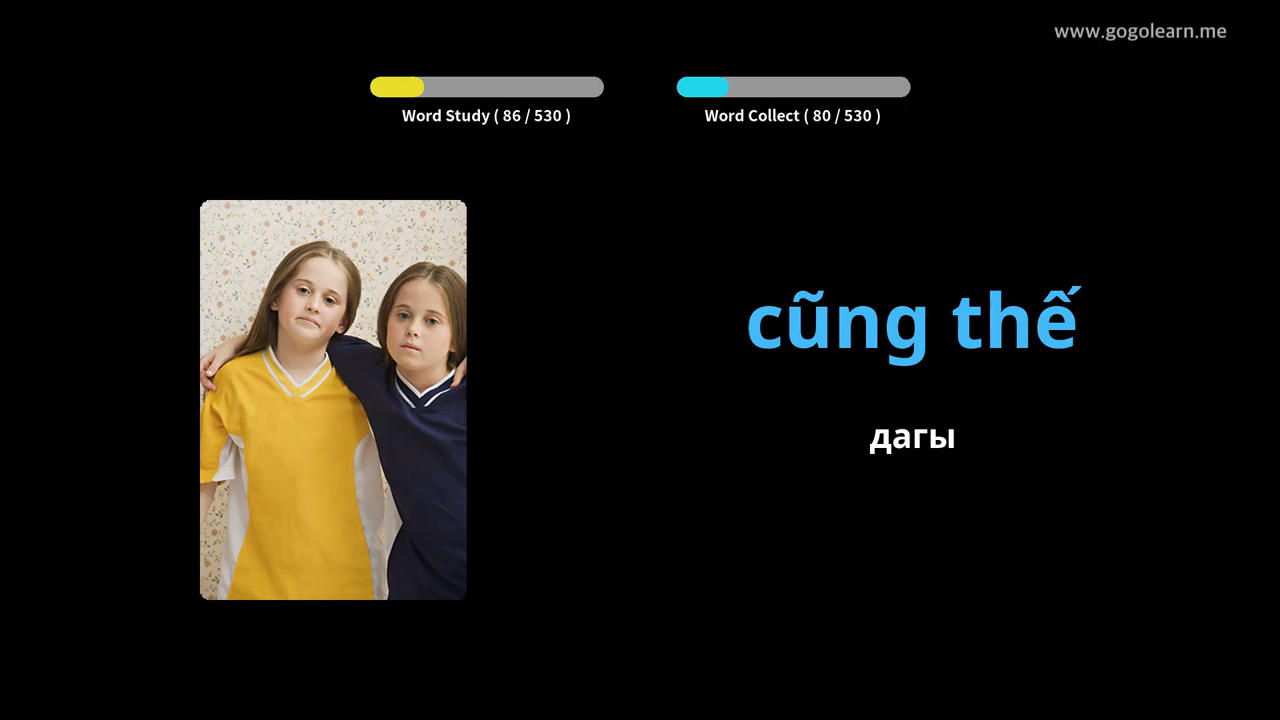 www.gogolearn.me
Word Study ( 86 / 530 )
Word Collect ( 80 / 530 )
cũng thế
дагы